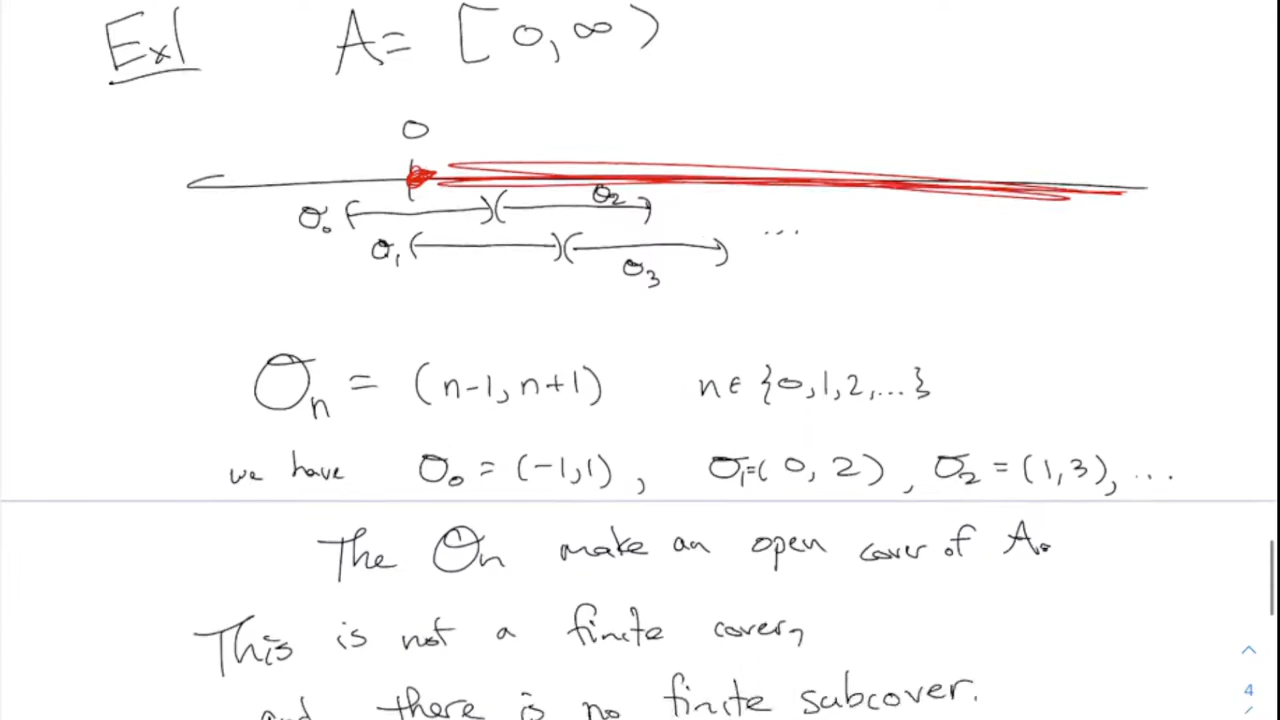 Ex1 A = [0, ∞)
0
O₀ O₂
O₁ ...
O₃
Oₙ = (n-1, n+1) n ∈ {0, 1, 2, ...}
we have O₀ = (-1, 1), O₁ = (0, 2), O₂ = (1, 3), ...
The Oₙ make an open cover of A.
This is not a finite cover,
and there is no finite subcover.
4